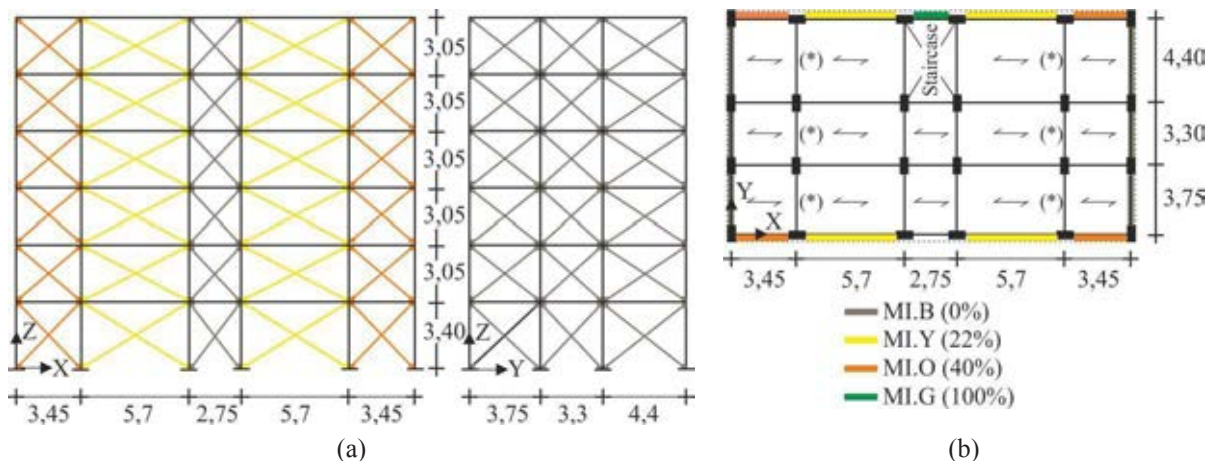 3,05
3,05
3,05
3,05
3,05
3,40
Z
X
3,45 5,7 2,75 5,7 3,45
Z
Y
3,75 3,3 4,4
(a)
(*) (*)
Staircase
(*) (*)
(*) (*)
Y
X
4,40
3,30
3,75
3,45 5,7 2,75 5,7 3,45
MI.B (0%)
MI.Y (22%)
MI.O (40%)
MI.G (100%)
(b)